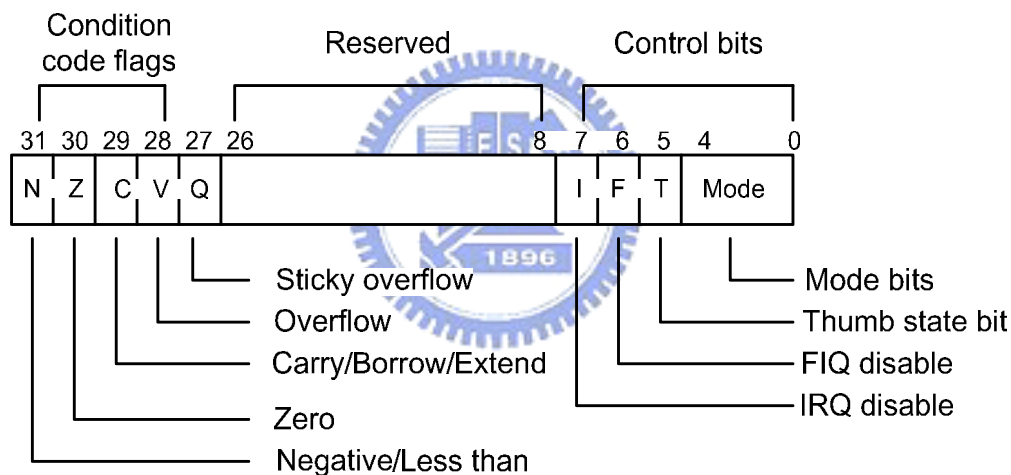 Condition
code flags
Reserved
Control bits
31 30 29 28 27 26 8 7 6 5 4 0
N Z C V Q I F T Mode
ES
1896
Sticky overflow
Overflow
Carry/Borrow/Extend
Zero
Negative/Less than
Mode bits
Thumb state bit
FIQ disable
IRQ disable